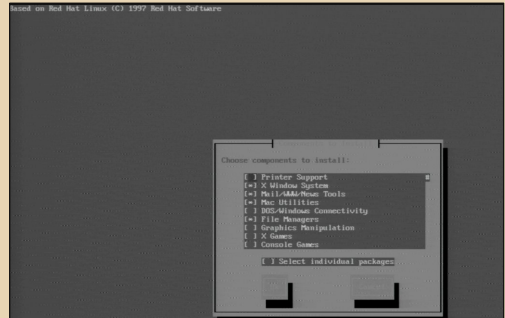 Based on Red Hat Linux (C) 1997 Red Hat Software
Choose components to install:
[ ] Printer Support
[*] X Window System
[*] Mail/WWW/News Tools
[*] Mac Utilities
[ ] DOS/Windows Connectivity
[*] File Managers
[ ] Graphics Manipulation
[ ] X Games
[ ] Console Games
[ ] Select individual packages